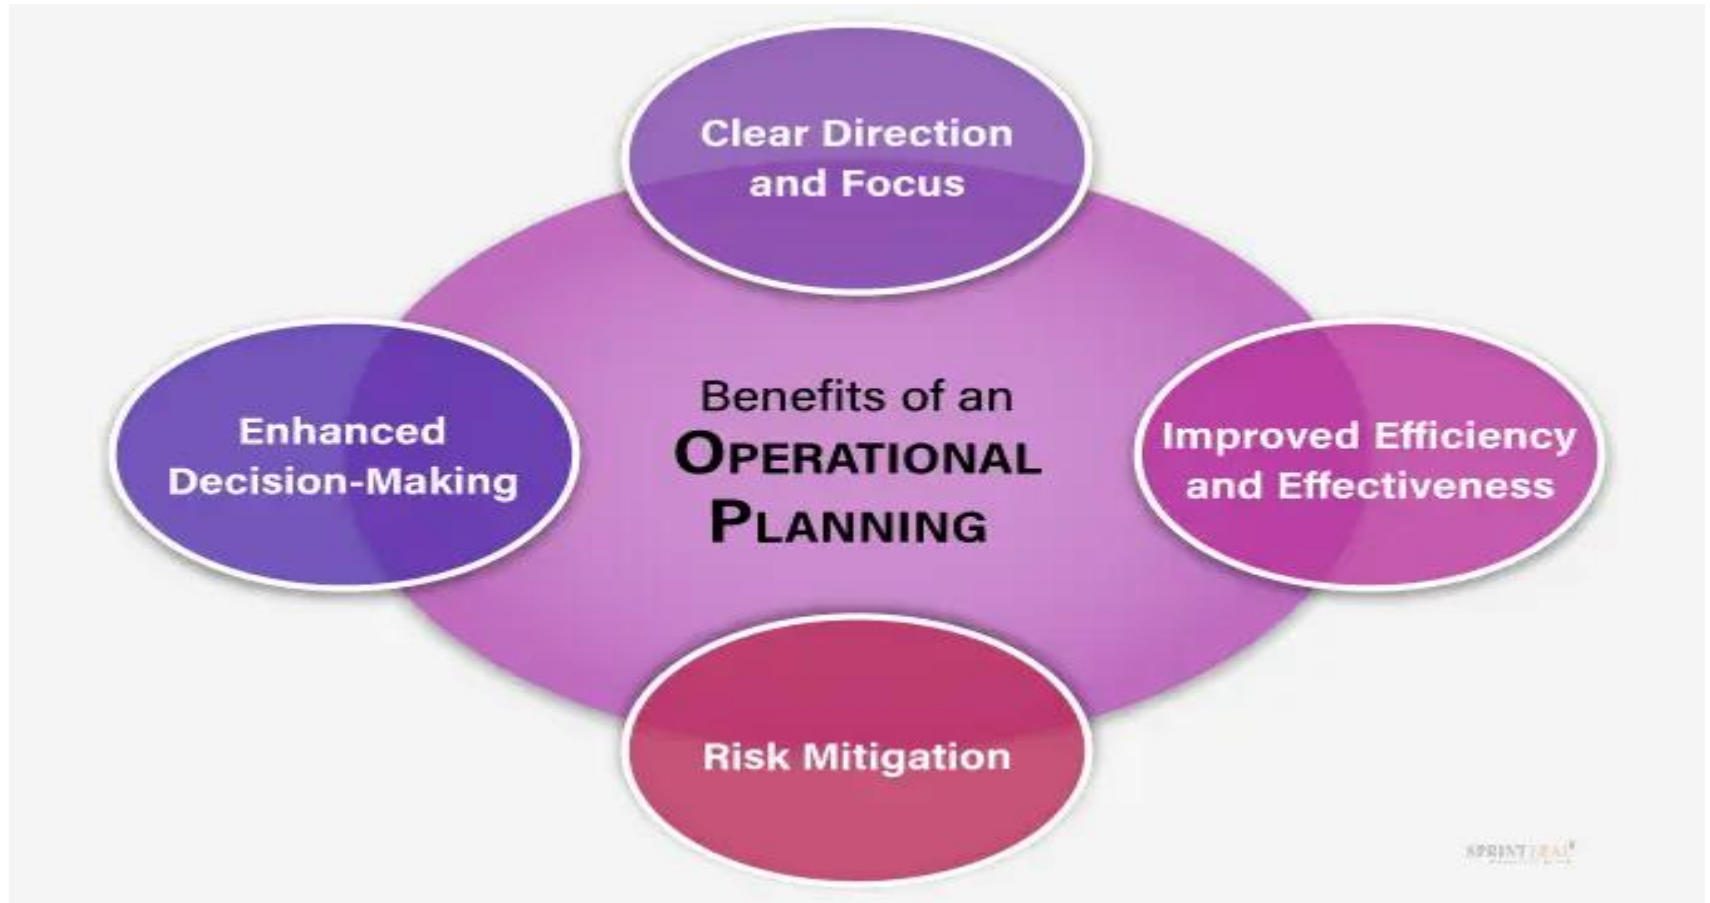 Clear Direction
and Focus
Enhanced
Decision-Making
Benefits of an
OPERATIONAL
PLANNING
Improved Efficiency
and Effectiveness
Risk Mitigation